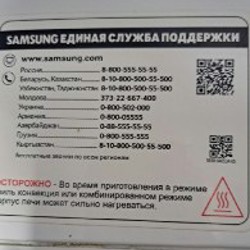 SAMSUNG ЕДИНАЯ СЛУЖБА ПОДДЕРЖКИ
www.samsung.com
Россия 8-800-555-55-55
Беларусь, Казахстан 8-10-800-500-55-500
Узбекистан, Таджикистан 8-10-800-500-55-500
Молдова 373-22-667-400
Украина 0-800-502-000
Армения 0-800-05555
Азербайджан 0-88-555-55-55
Грузия 0-800-555-555
Кыргызстан 8-10-800-500-55-500
Бесплатные звонки по всем регионам
ОСТОРОЖНО - Во время приготовления в режиме
гриль конвекция или комбинированном режиме
корпус печи может сильно нагреваться.